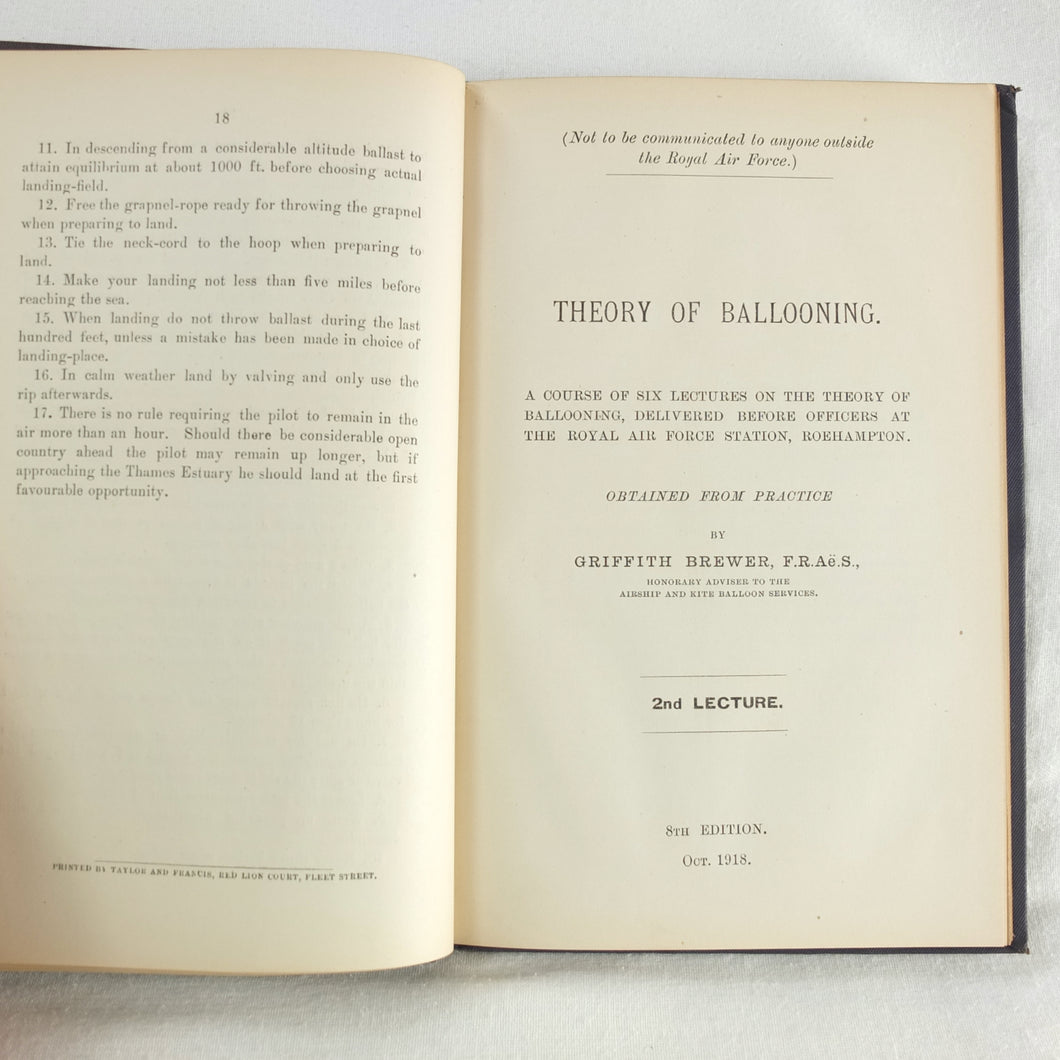 18
11. In descending from a considerable altitude ballast to
attain equilibrium at about 1000 ft. before choosing actual
landing-field.
12. Free the grapnel-rope ready for throwing the grapnel
when preparing to land.
13. Tie the neck-cord to the hoop when preparing to
land.
14. Make your landing not less than five miles before
reaching the sea.
15. When landing do not throw ballast during the last
hundred feet, unless a mistake has been made in choice of
landing-place.
16. In calm weather land by valving and only use the
rip afterwards.
17. There is no rule requiring the pilot to remain in the
air more than an hour. Should there be considerable open
country ahead the pilot may remain up longer, but if
approaching the Thames Estuary he should land at the first
favourable opportunity.
PRINTED BY TAYLOR AND FRANCIS, RED LION COURT, FLEET STREET.
(Not to be communicated to anyone outside
the Royal Air Force.)
THEORY OF BALLOONING.
A COURSE OF SIX LECTURES ON THE THEORY OF
BALLOONING, DELIVERED BEFORE OFFICERS AT
THE ROYAL AIR FORCE STATION, ROEHAMPTON.
OBTAINED FROM PRACTICE
BY
GRIFFITH BREWER, F.R.Aë.S.,
HONORARY ADVISER TO THE
AIRSHIP AND KITE BALLOON SERVICES.
2nd LECTURE.
8TH EDITION.
OCT. 1918.